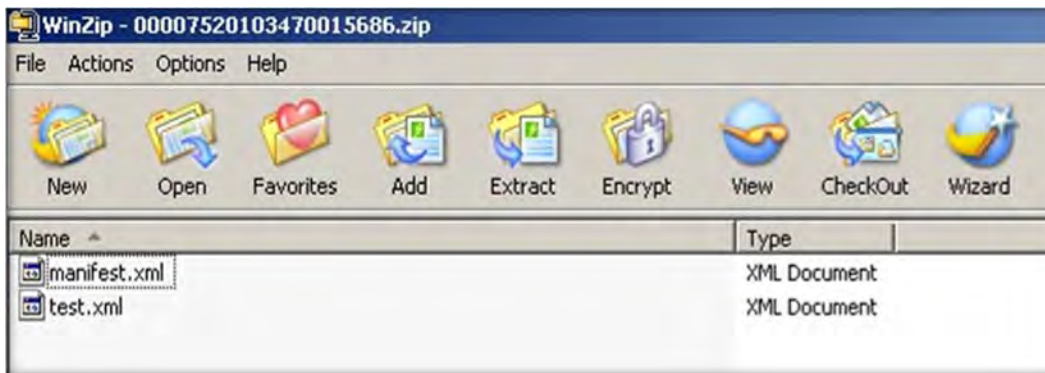 WinZip - 00007520103470015686.zip
File Actions Options Help
New Open Favorites Add Extract Encrypt View CheckOut Wizard
Name Type
manifest.xml XML Document
test.xml XML Document